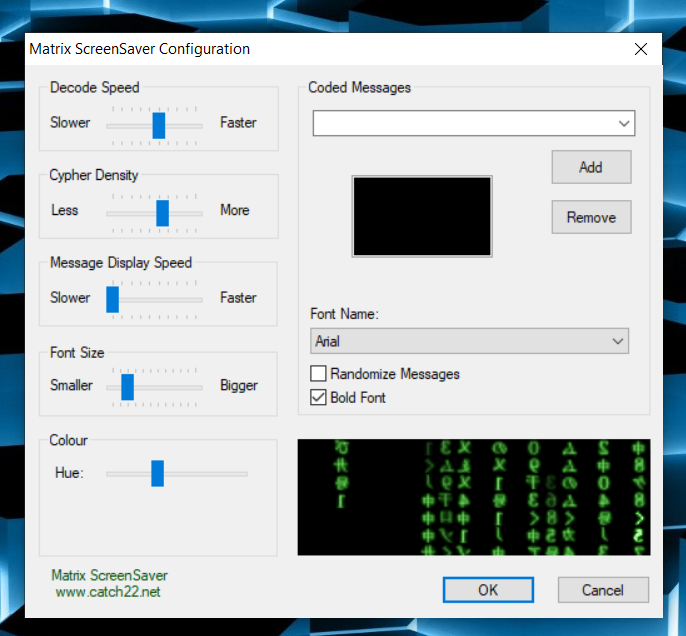 Matrix ScreenSaver Configuration
Decode Speed
Slower
Faster
Cypher Density
Less
More
Message Display Speed
Slower
Faster
Font Size
Smaller
Bigger
Colour
Hue:
Matrix ScreenSaver
www.catch22.net
Coded Messages
Add
Remove
Font Name:
Arial
Randomize Messages
Bold Font
OK
Cancel